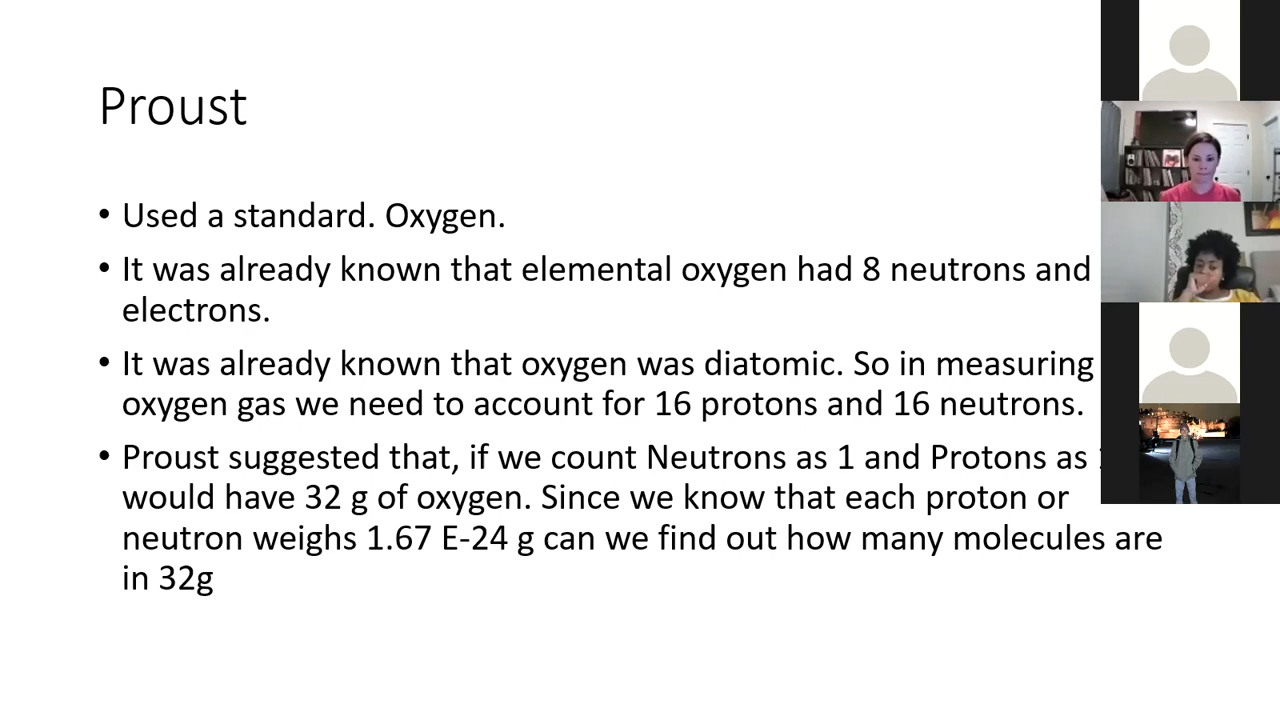 Proust
• Used a standard. Oxygen.
• It was already known that elemental oxygen had 8 neutrons and
electrons.
• It was already known that oxygen was diatomic. So in measuring
oxygen gas we need to account for 16 protons and 16 neutrons.
• Proust suggested that, if we count Neutrons as 1 and Protons as
would have 32 g of oxygen. Since we know that each proton or
neutron weighs 1.67 E-24 g can we find out how many molecules are
in 32g